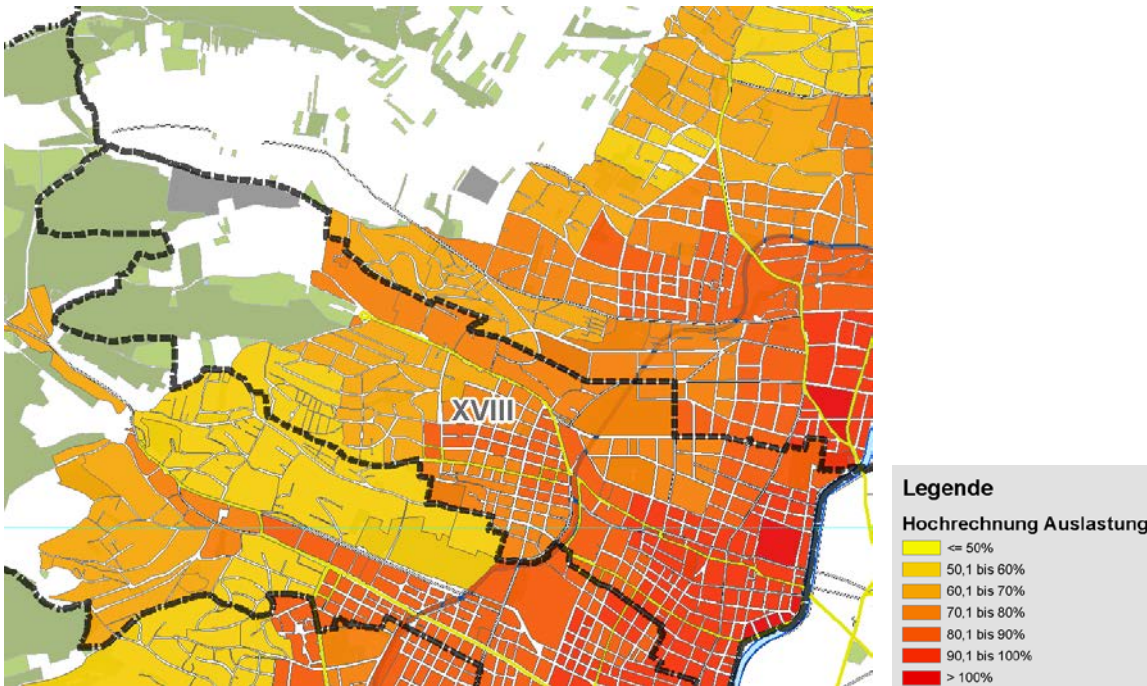 XVIII
Legende
Hochrechnung Auslastung
<= 50%
50,1 bis 60%
60,1 bis 70%
70,1 bis 80%
80,1 bis 90%
90,1 bis 100%
> 100%